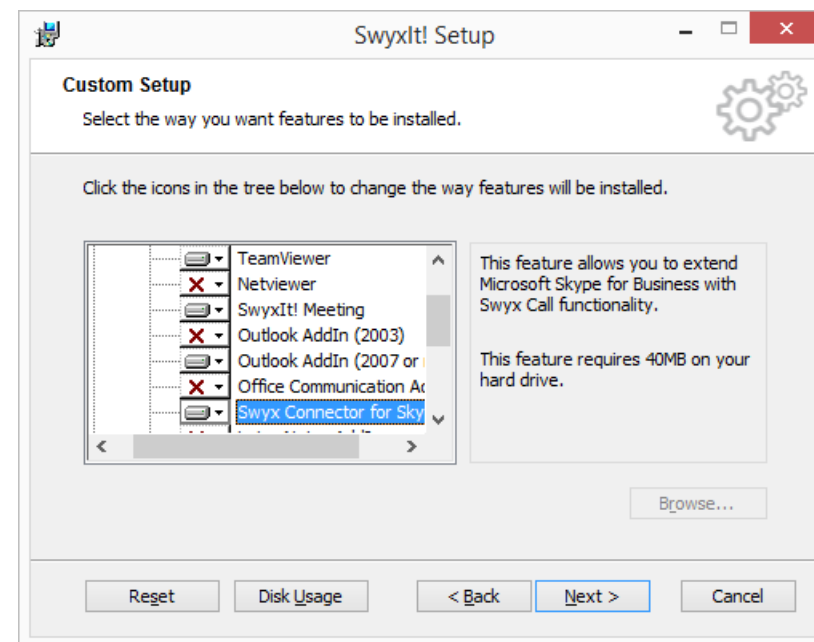 SwyxIt! Setup
Custom Setup
Select the way you want features to be installed.
Click the icons in the tree below to change the way features will be installed.
TeamViewer
Netviewer
SwyxIt! Meeting
Outlook AddIn (2003)
Outlook AddIn (2007 or
Office Communication
Swyx Connector for Sky
This feature allows you to extend
Microsoft Skype for Business with
Swyx Call functionality.
This feature requires 40MB on your
hard drive.
Browse...
Reset
Disk Usage
< Back
Next >
Cancel